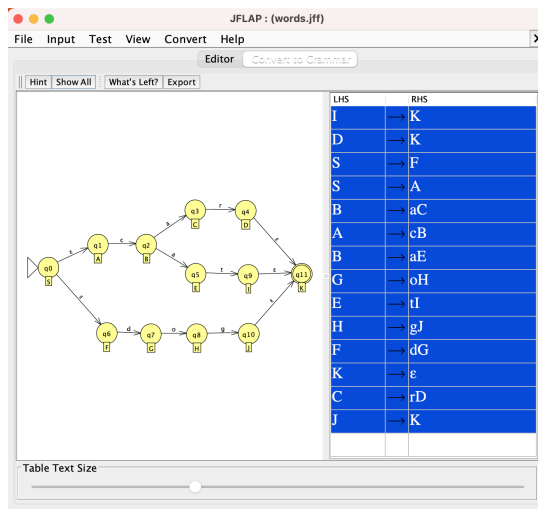 JFLAP : (words.jff)
File Input Test View Convert Help
Editor Convert to Grammar
Hint Show All What's Left? Export
LHS RHS
I → K
D → K
S → F
S → A
B → aC
A → cB
B → aE
G → oH
E → tI
H → gJ
F → dG
K → ε
C → rD
J → K
q3 r q4
C D
a ε
q1 c q2
A B
ε a
q0
S
q5 t q9 ε q11
E I K
ε ε
q6 d q7 o q8 g q10
F G H J
Table Text Size